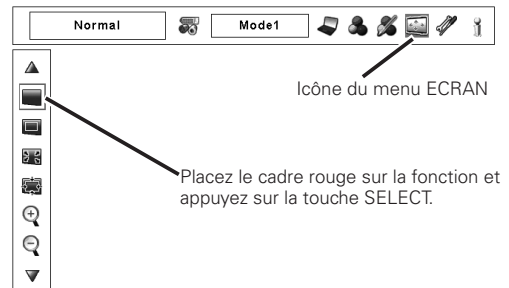 Normal
Mode1
Icône du menu ECRAN
Placez le cadre rouge sur la fonction et
appuyez sur la touche SELECT.